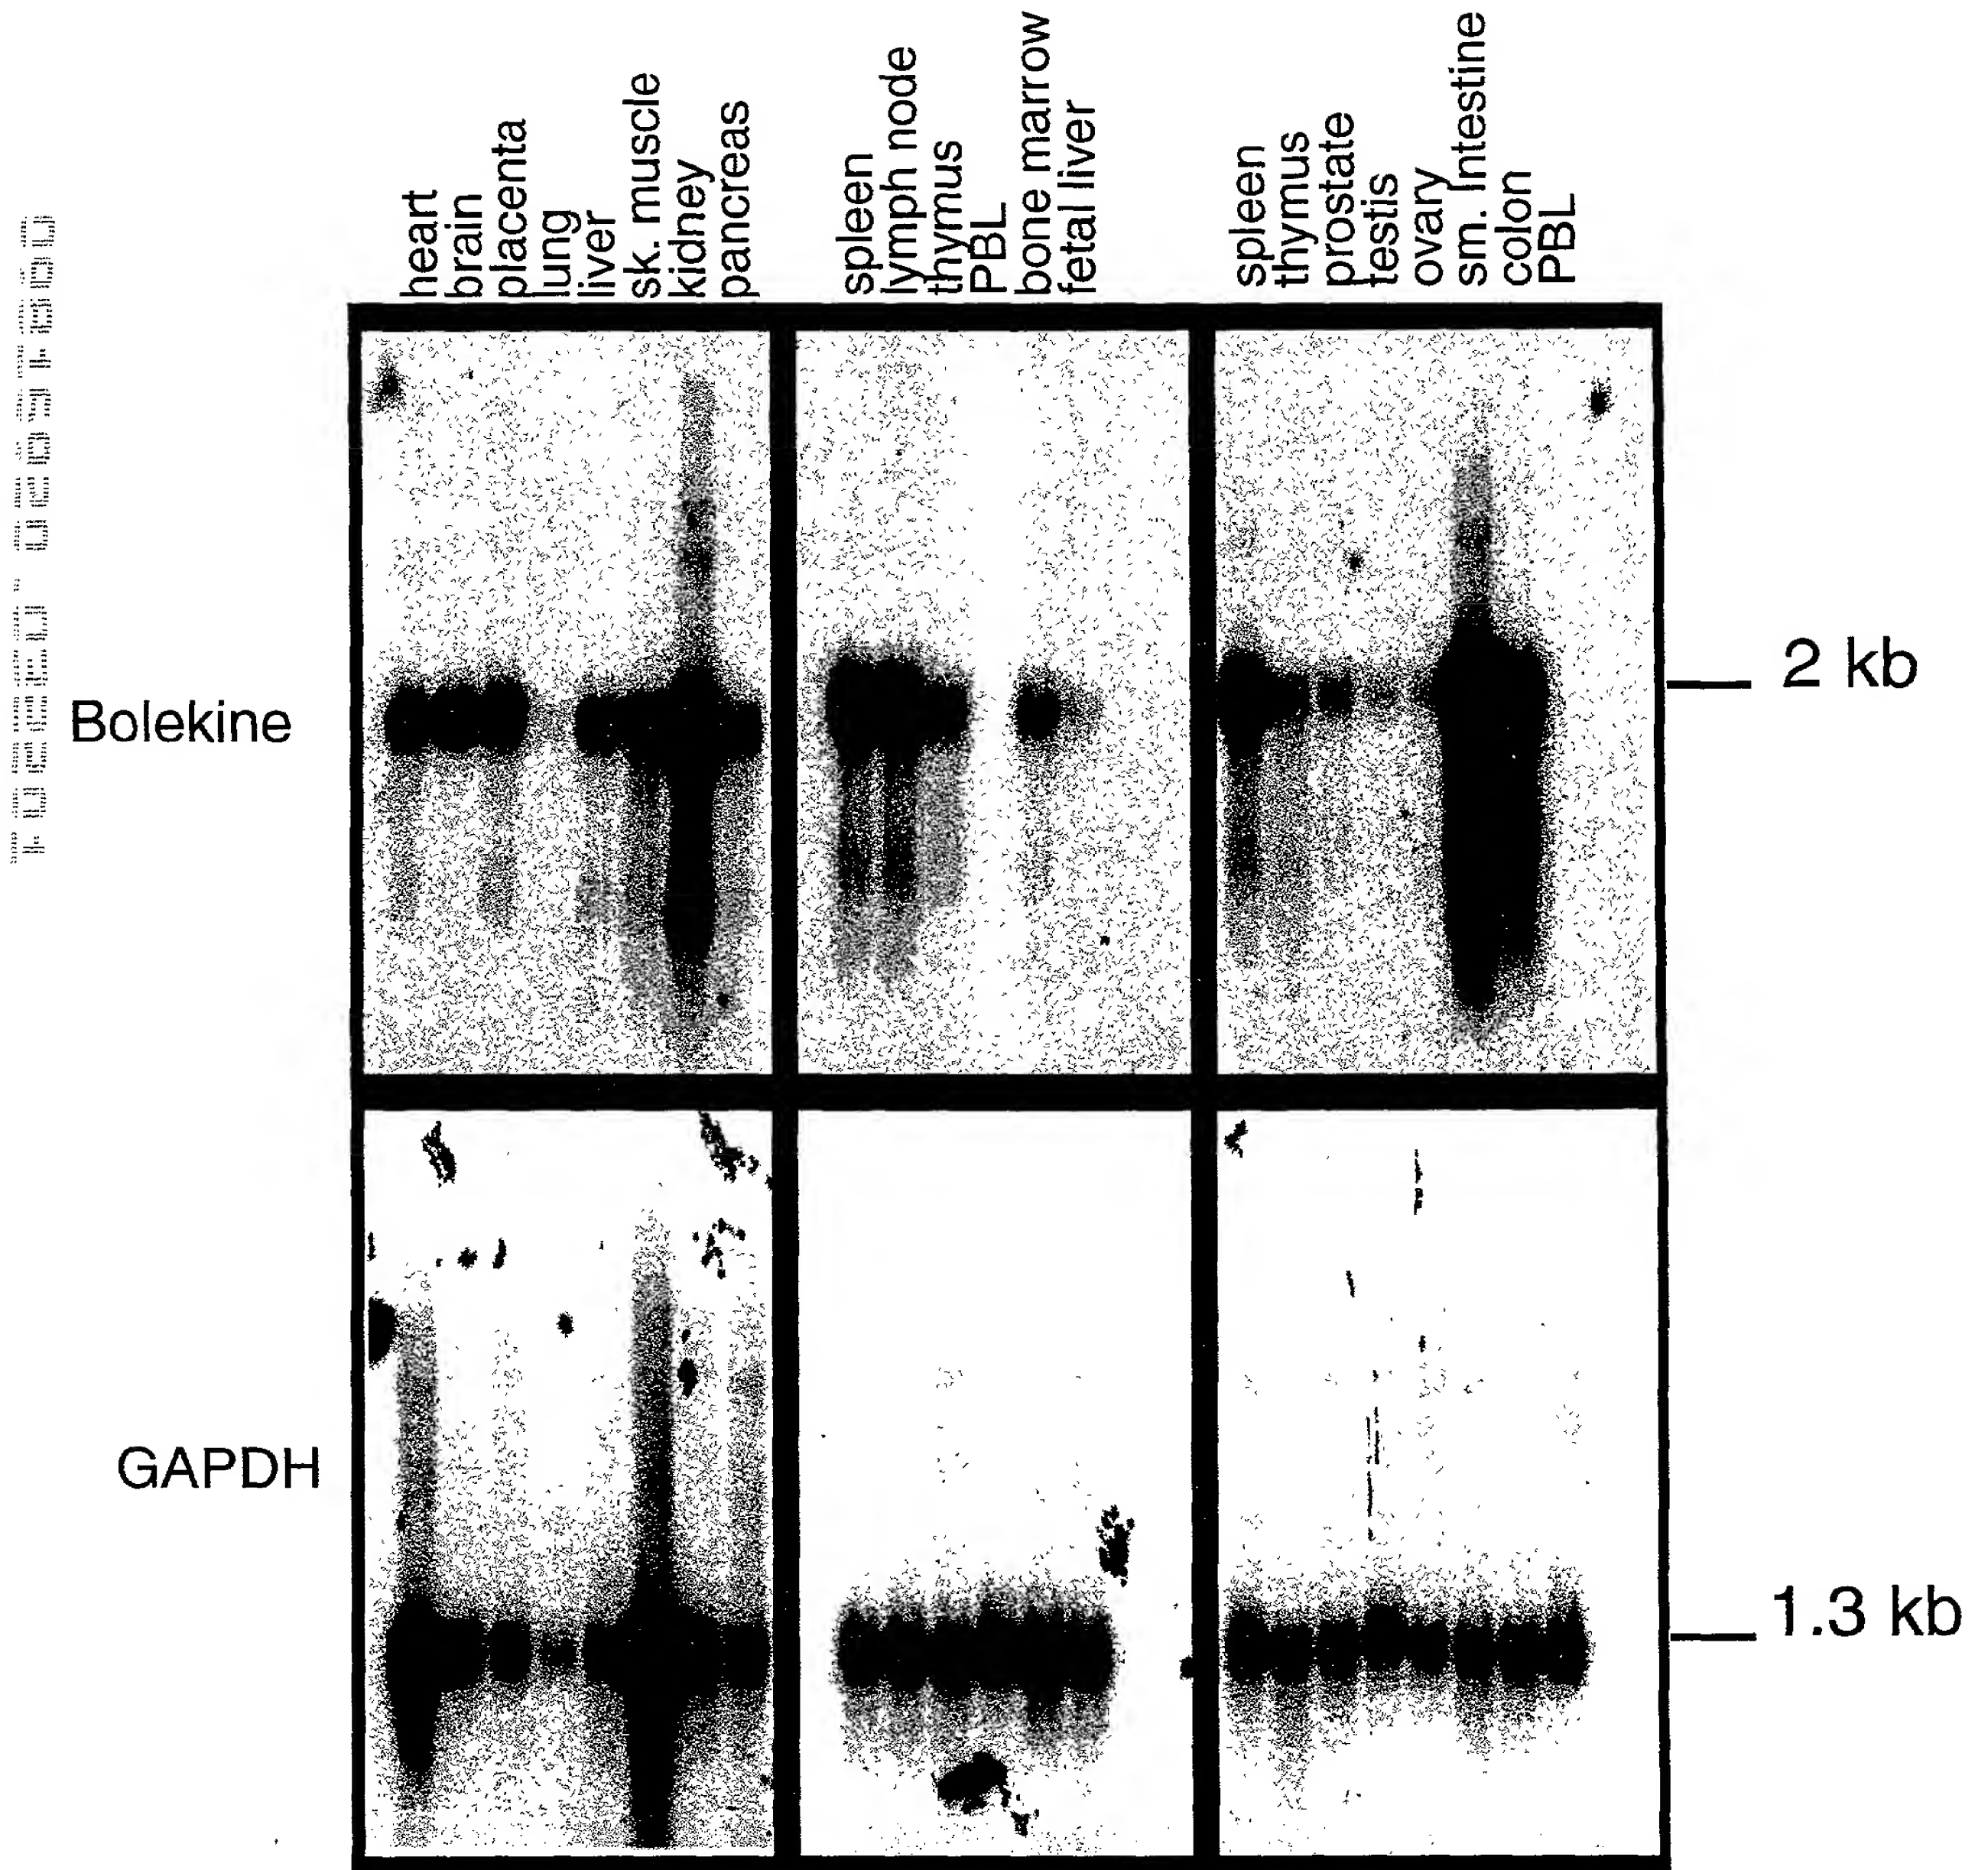 heart
brain
placenta
lung
liver
sk. muscle
kidney
pancreas
spleen
lymph node
thymus
PBL
bone marrow
fetal liver
spleen
thymus
prostate
testis
ovary
sm. Intestine
colon
PBL
Bolekine
2 kb
GAPDH
1.3 kb